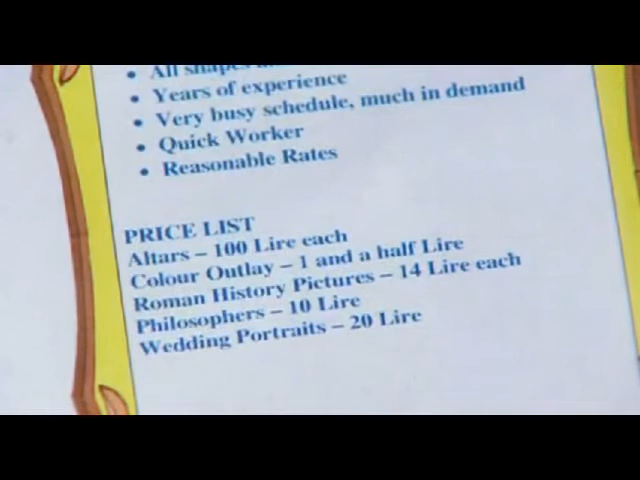 • All shapes
• Years of experience
• Very busy schedule, much in demand
• Quick Worker
• Reasonable Rates
PRICE LIST
Altars – 100 Lire each
Colour Outlay – 1 and a half Lire
Roman History Pictures – 14 Lire each
Philosophers – 10 Lire
Wedding Portraits – 20 Lire